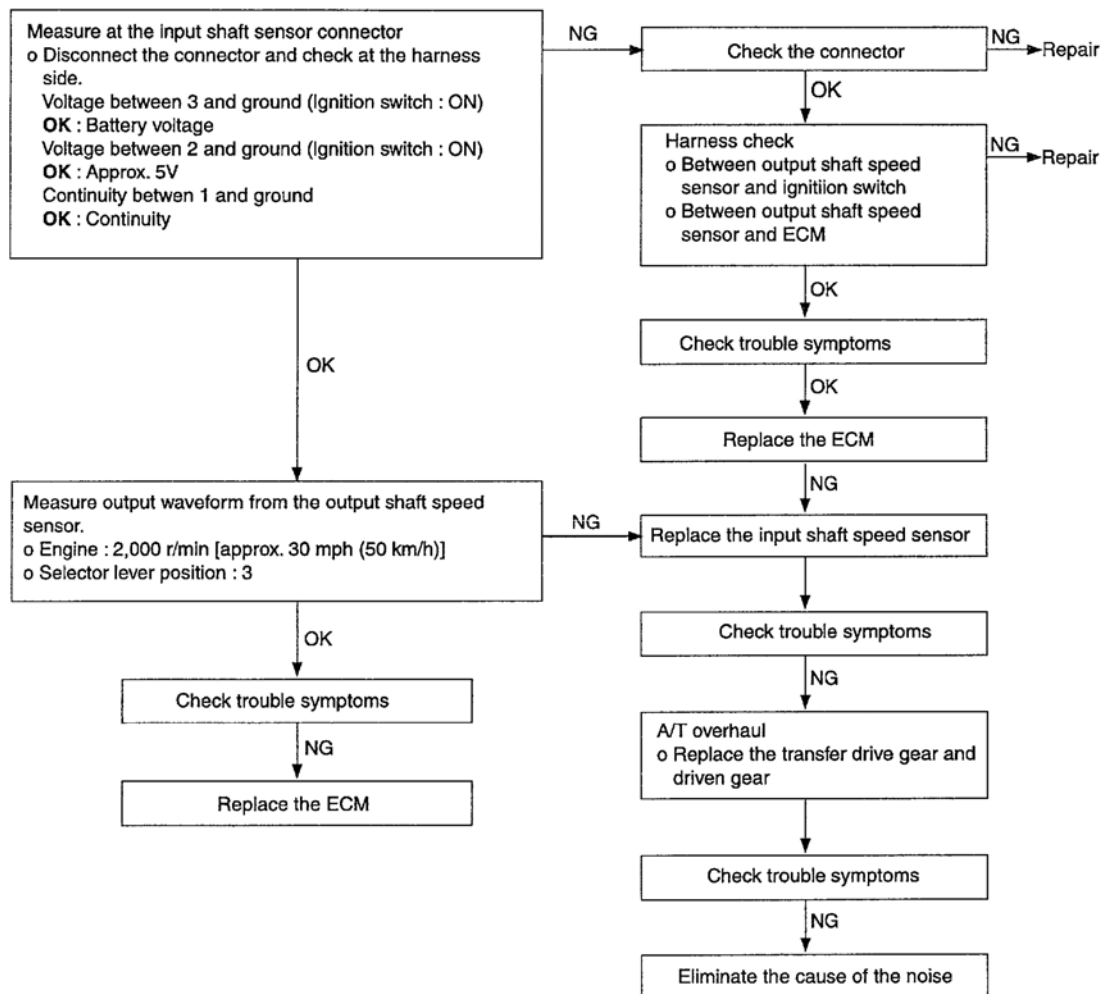 Measure at the input shaft sensor connector
o Disconnect the connector and check at the harness
side.
Voltage between 3 and ground (Ignition switch : ON)
OK : Battery voltage
Voltage between 2 and ground (Ignition switch : ON)
OK : Approx. 5V
Continuity betwen 1 and ground
OK : Continuity
NG
Check the connector
NG
Repair
OK
Harness check
o Between output shaft speed
sensor and ignitiion switch
o Between output shaft speed
sensor and ECM
NG
Repair
OK
Check trouble symptoms
OK
OK
Replace the ECM
NG
Measure output waveform from the output shaft speed
sensor.
o Engine : 2,000 r/min [approx. 30 mph (50 km/h)]
o Selector lever position : 3
NG
Replace the input shaft speed sensor
OK
Check trouble symptoms
NG
Replace the ECM
Check trouble symptoms
NG
A/T overhaul
o Replace the transfer drive gear and
driven gear
Check trouble symptoms
NG
Eliminate the cause of the noise